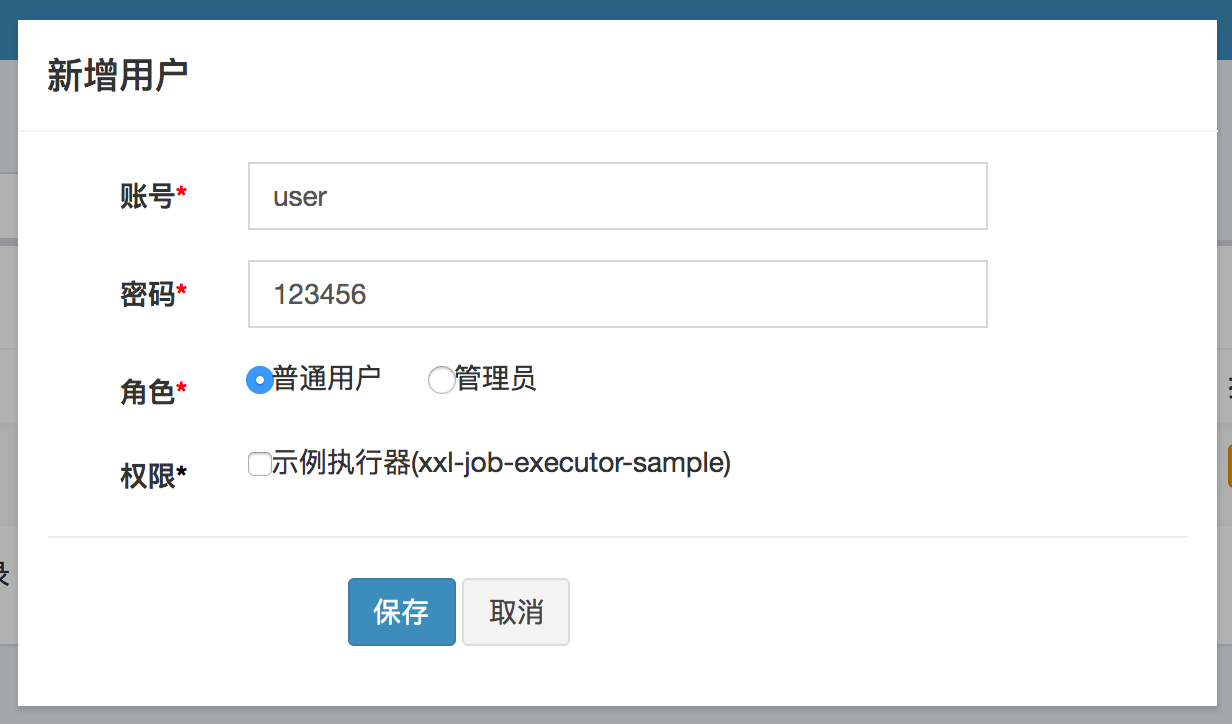 新增用户
账号* user
密码* 123456
角色* 普通用户 管理员
权限* 示例执行器(xxl-job-executor-sample)
保存 取消